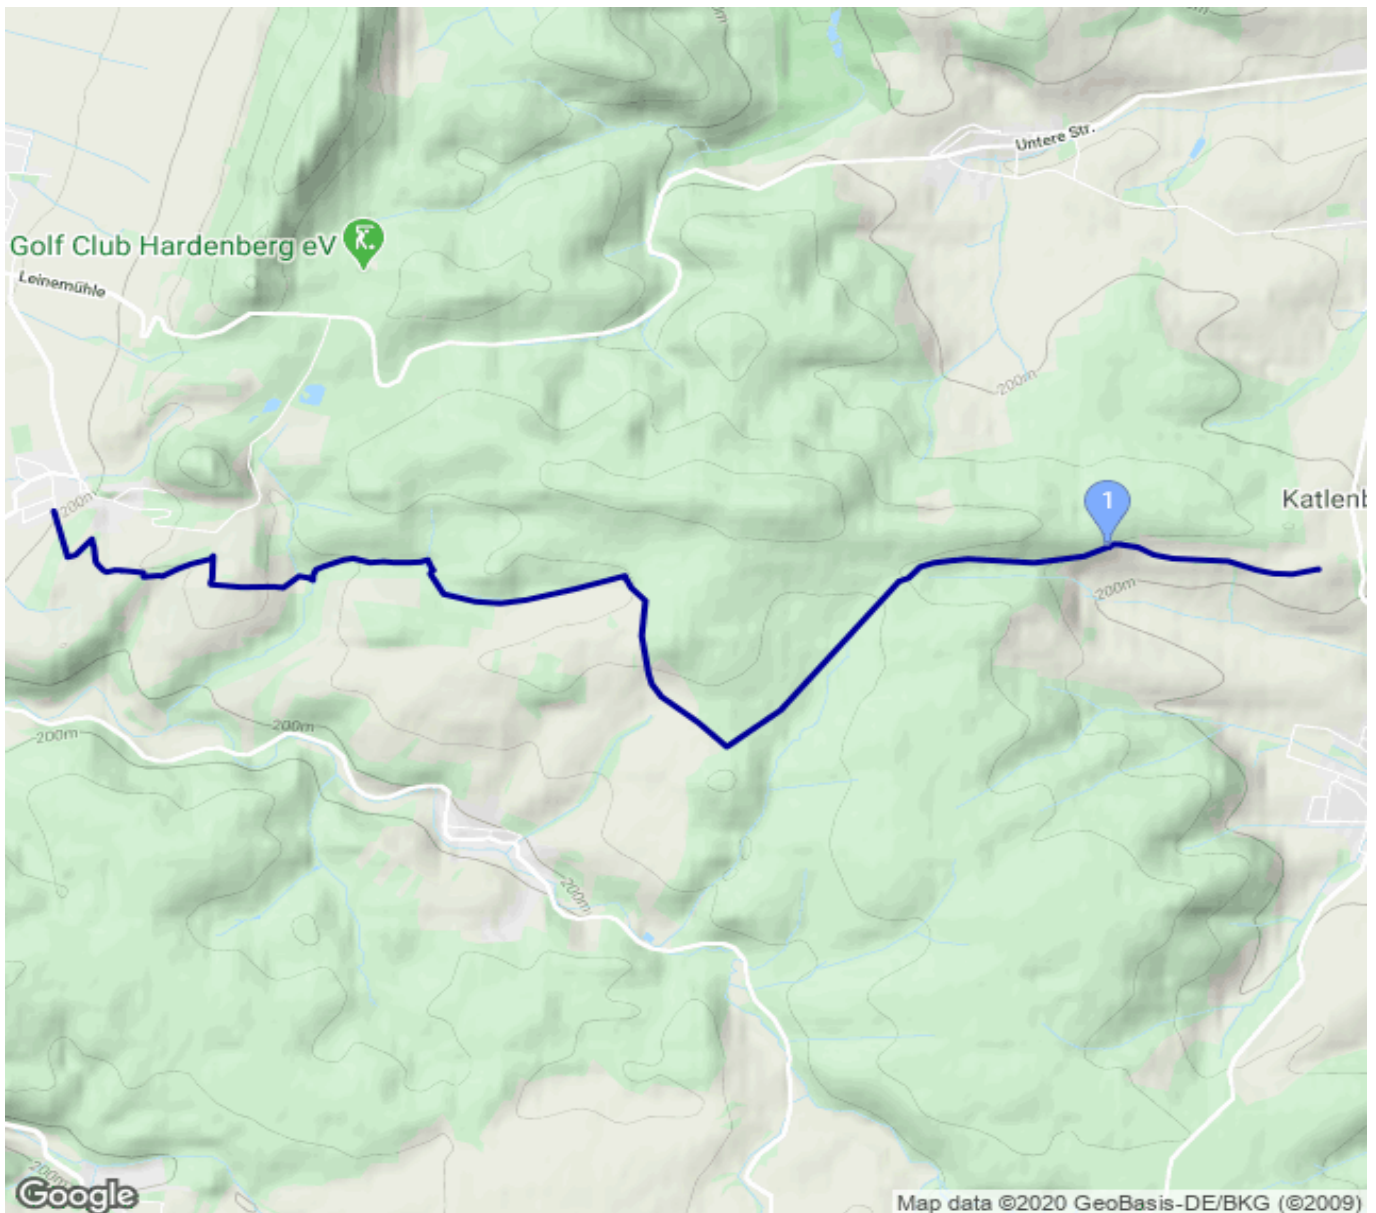 Untere Str.
Golf Club Hardenberg eV
Leinemühle
200m
1
Katlenb
200m
200m
200m
200m
200m
200m
Google
Map data ©2020 GeoBasis-DE/BKG (©2009)